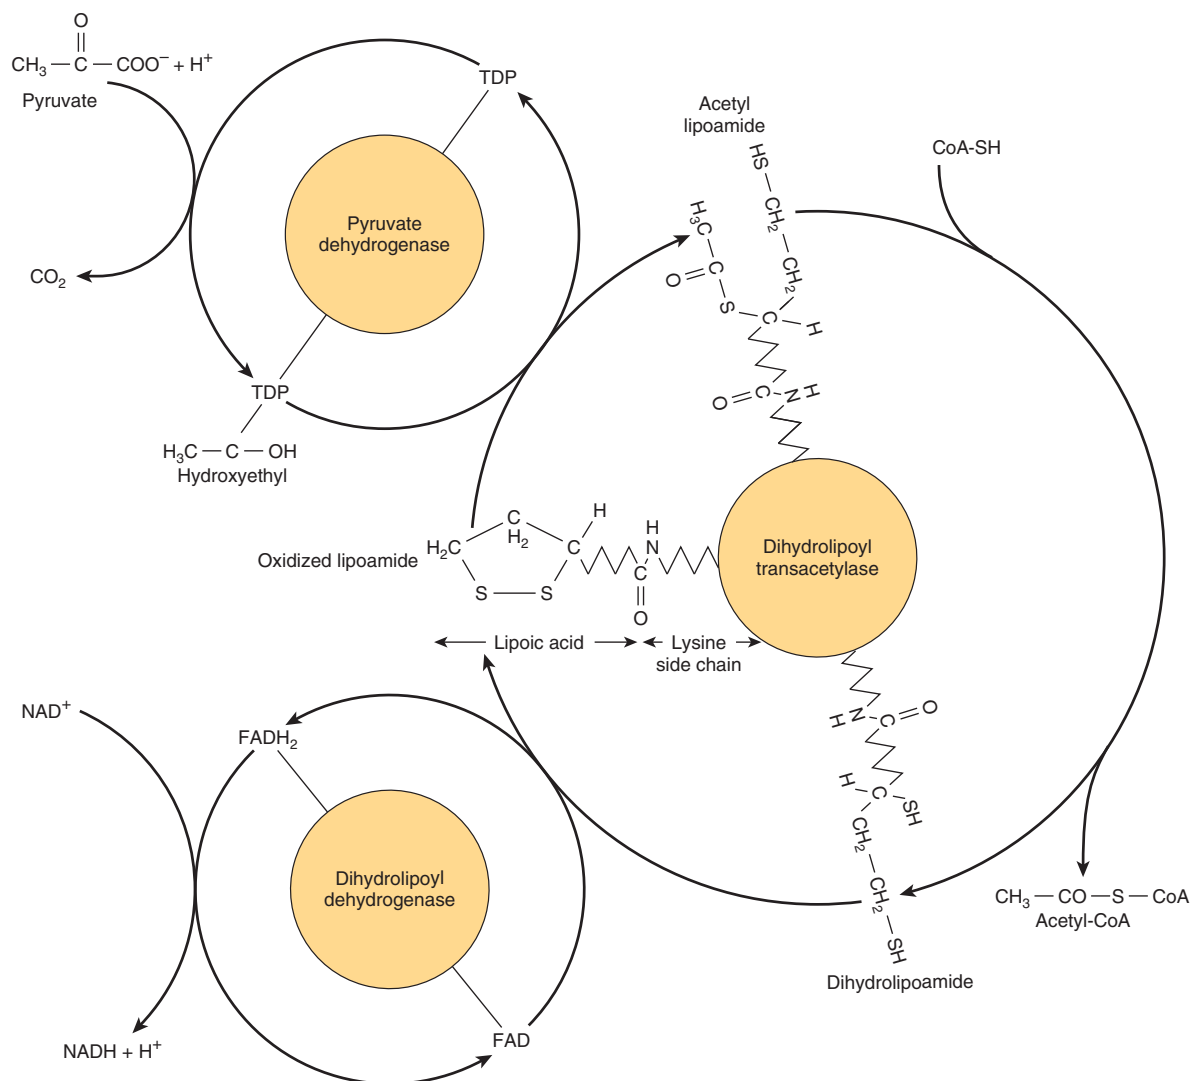 O
CH₃ — C — COO⁻ + H⁺
Pyruvate
TDP
Pyruvate
dehydrogenase
CO₂
TDP
H₃C — C — OH
Hydroxyethyl
Acetyl
lipoamide
HS
CH₂
CH₂
H₃C
C
O
S
C
H
O
C
N
H
CoA-SH
Oxidized lipoamide
H₂C
C
H₂
C
H
S — S
H
N
C
O
Lipoic acid
Lysine
side chain
Dihydrolipoyl
transacetylase
H
N
C
O
H
C
SH
CH₂
CH₂
SH
Dihydrolipoamide
CH₃ — CO — S — CoA
Acetyl-CoA
NAD⁺
FADH₂
Dihydrolipoyl
dehydrogenase
FAD
NADH + H⁺